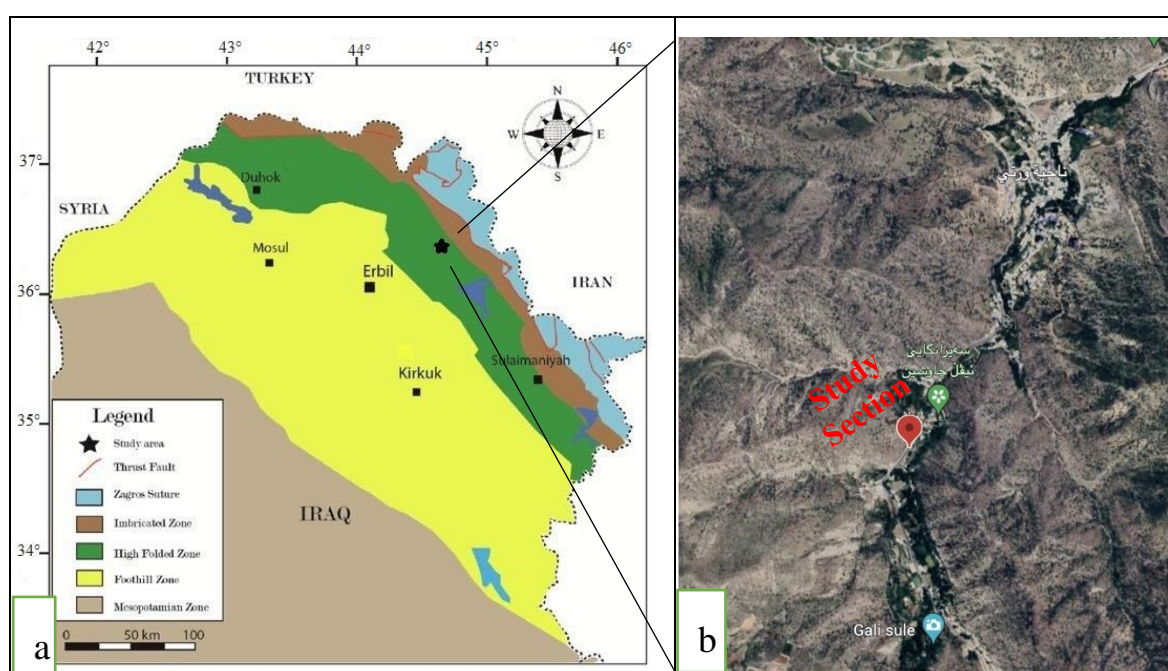 42°
43°
44°
45°
46°
TURKEY
N
W
E
S
37°
Duhok
SYRIA
Mosul
Erbil
IRAN
36°
Sulaimaniyah
Kirkuk
35°
Legend
Study area
Thrust Fault
Zagros Suture
Imbricated Zone
High Folded Zone
Foothill Zone
Mesopotamian Zone
IRAQ
34°
0
50 km
100
a
ناحية ورتي
سەیرانگایی
ئیڤڵ چاوشین
Study
Section
Gali sule
b